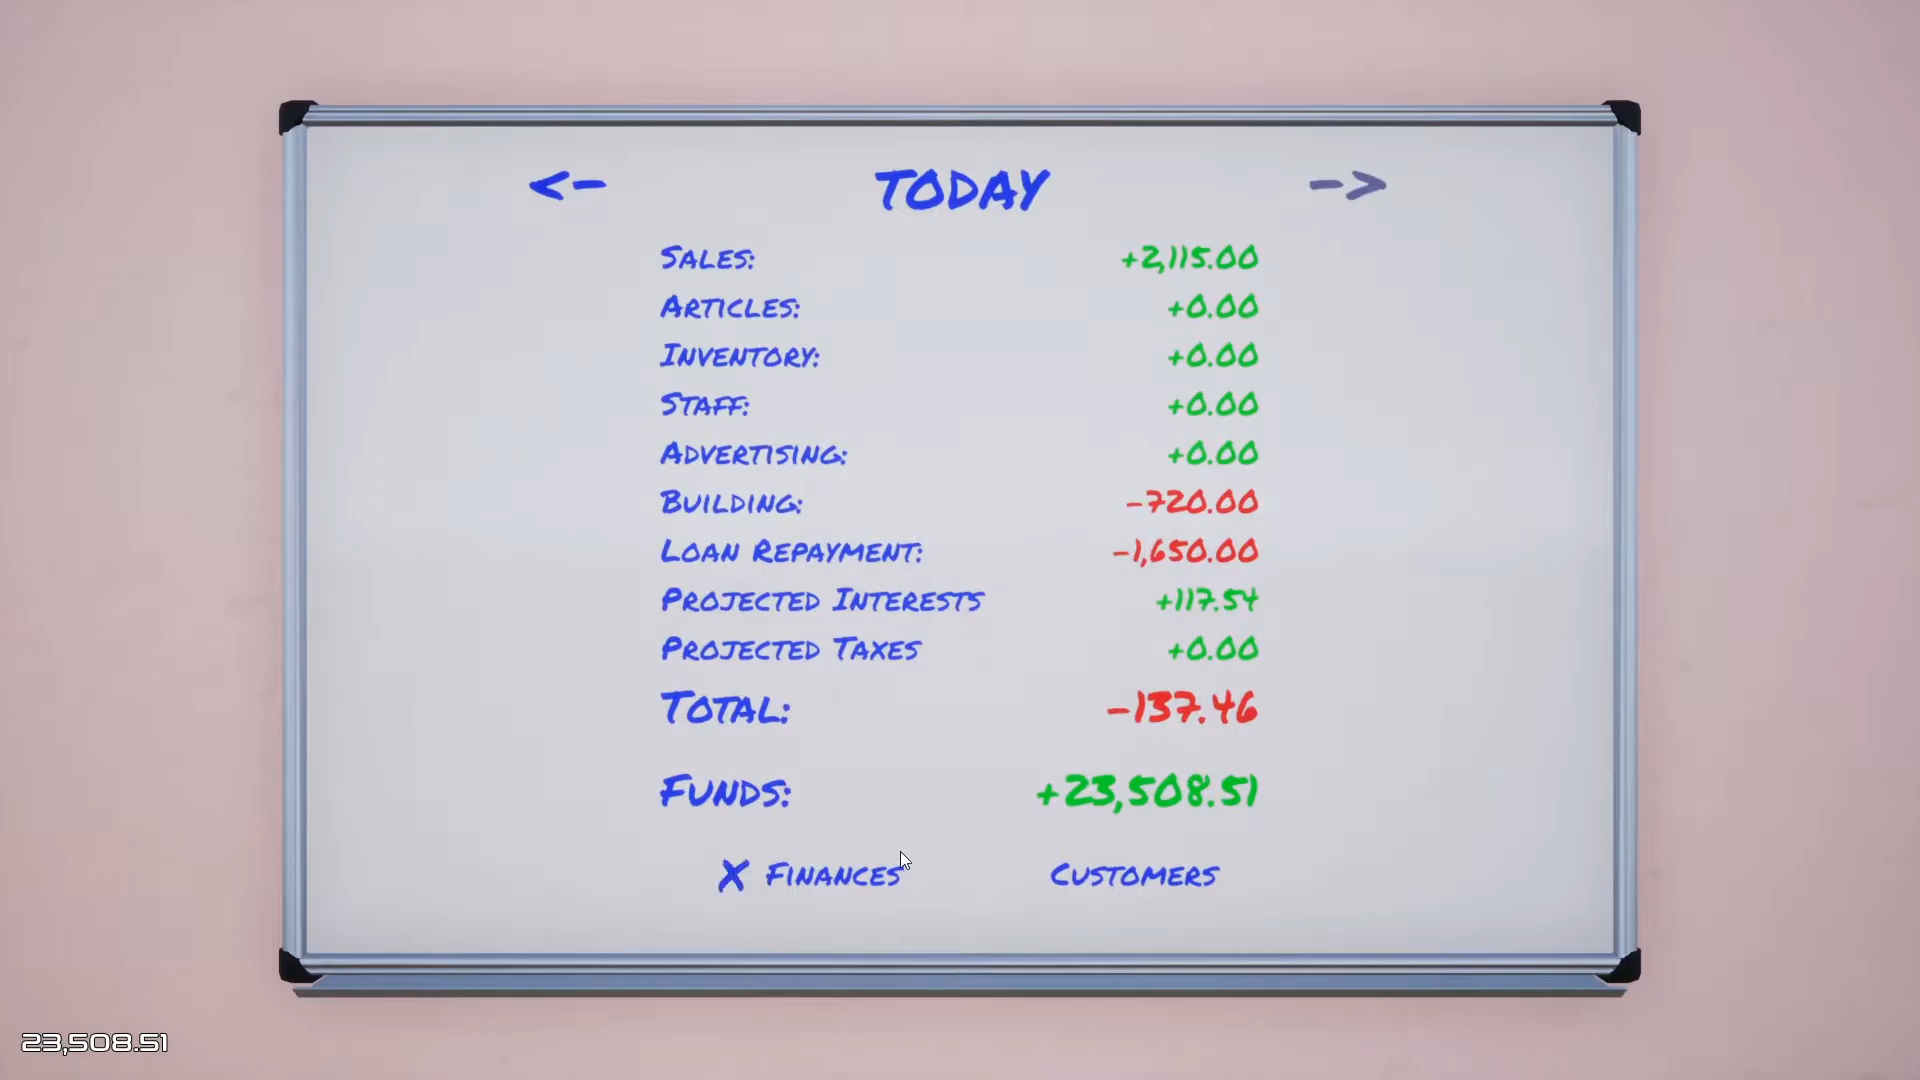 <- TODAY ->
SALES: +2,115.00
ARTICLES: +0.00
INVENTORY: +0.00
STAFF: +0.00
ADVERTISING: +0.00
BUILDING: -720.00
LOAN REPAYMENT: -1,650.00
PROJECTED INTERESTS +117.54
PROJECTED TAXES +0.00
TOTAL: -137.46
FUNDS: +23,508.51
X FINANCES CUSTOMERS
23,508.51